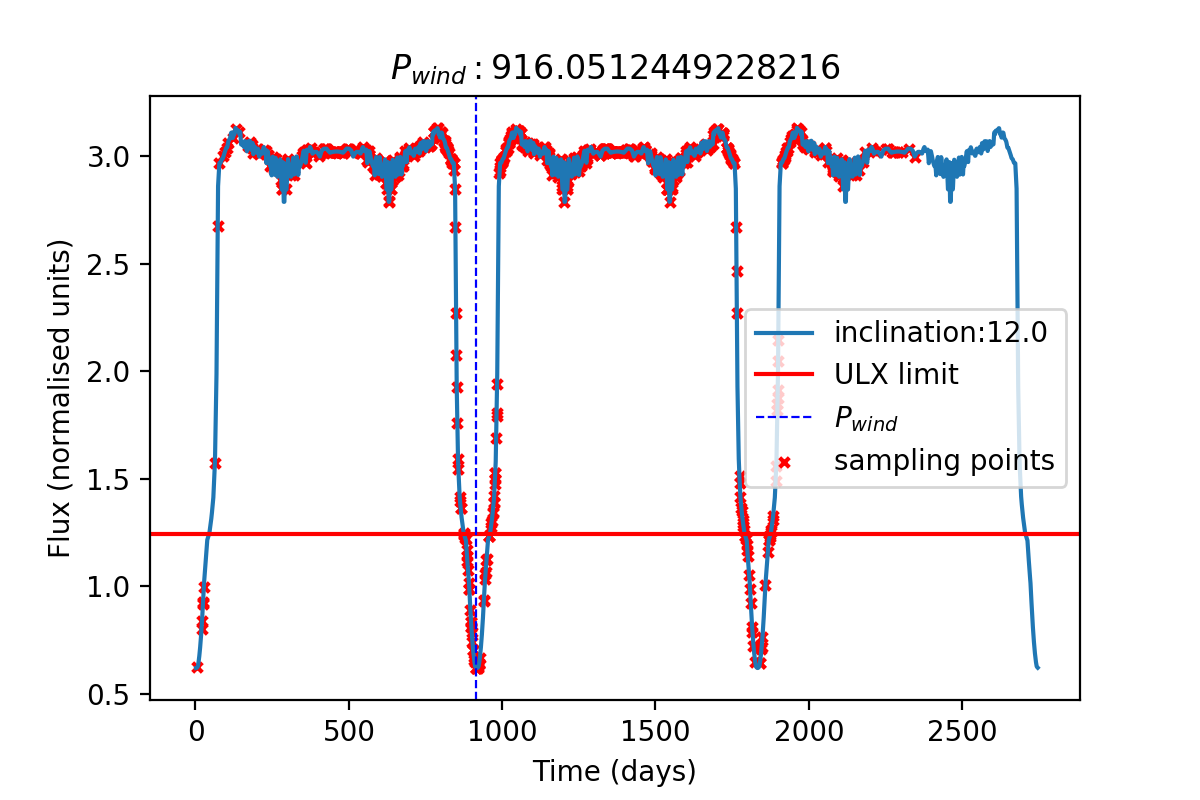 P_wind : 916.0512449228216
Flux (normalised units)
3.0
2.5
2.0
1.5
1.0
0.5
inclination:12.0
ULX limit
P_wind
sampling points
0 500 1000 1500 2000 2500
Time (days)